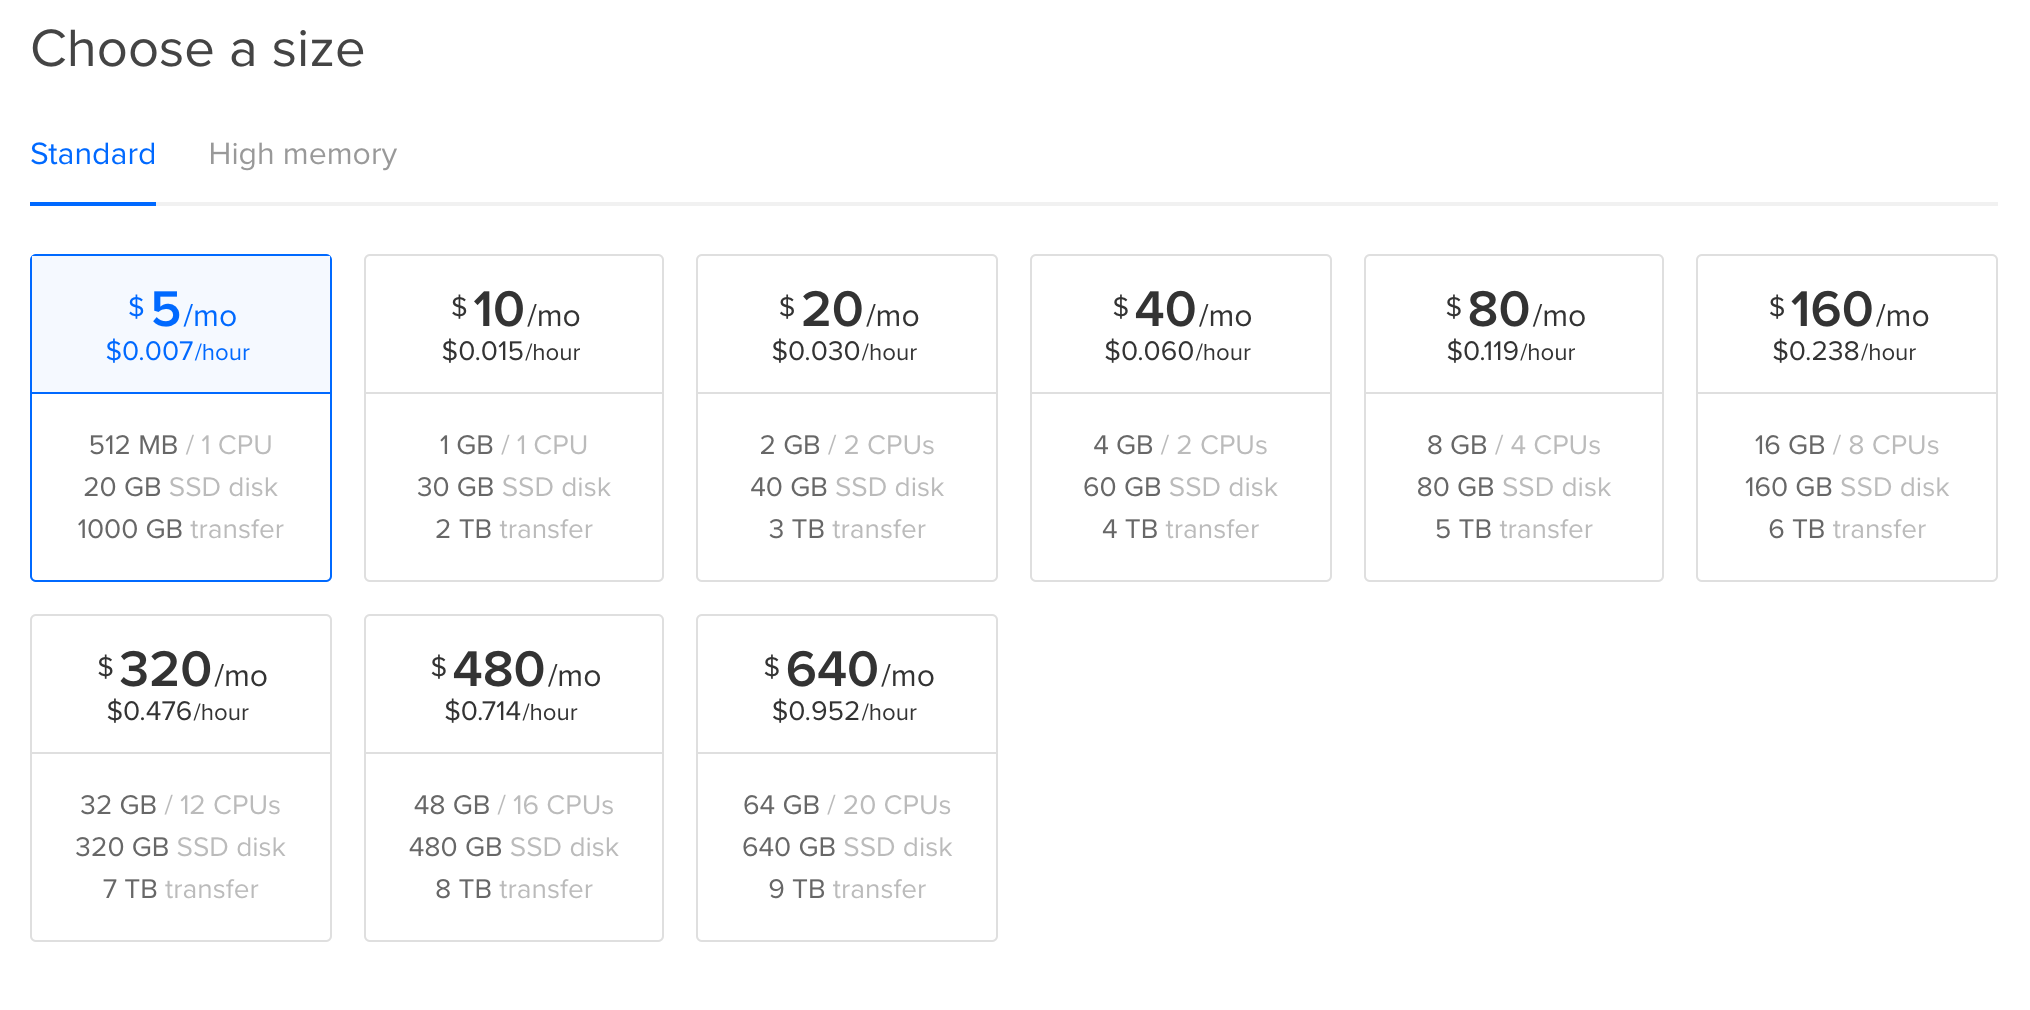 Choose a size
Standard
High memory
$5/mo
$0.007/hour
512 MB / 1 CPU
20 GB SSD disk
1000 GB transfer
$10/mo
$0.015/hour
1 GB / 1 CPU
30 GB SSD disk
2 TB transfer
$20/mo
$0.030/hour
2 GB / 2 CPUs
40 GB SSD disk
3 TB transfer
$40/mo
$0.060/hour
4 GB / 2 CPUs
60 GB SSD disk
4 TB transfer
$80/mo
$0.119/hour
8 GB / 4 CPUs
80 GB SSD disk
5 TB transfer
$160/mo
$0.238/hour
16 GB / 8 CPUs
160 GB SSD disk
6 TB transfer
$320/mo
$0.476/hour
32 GB / 12 CPUs
320 GB SSD disk
7 TB transfer
$480/mo
$0.714/hour
48 GB / 16 CPUs
480 GB SSD disk
8 TB transfer
$640/mo
$0.952/hour
64 GB / 20 CPUs
640 GB SSD disk
9 TB transfer